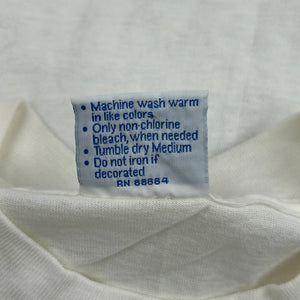 • Machine wash warm
in like colors
• Only non-chlorine
bleach, when needed
• Tumble dry Medium
• Do not iron if
decorated
RN